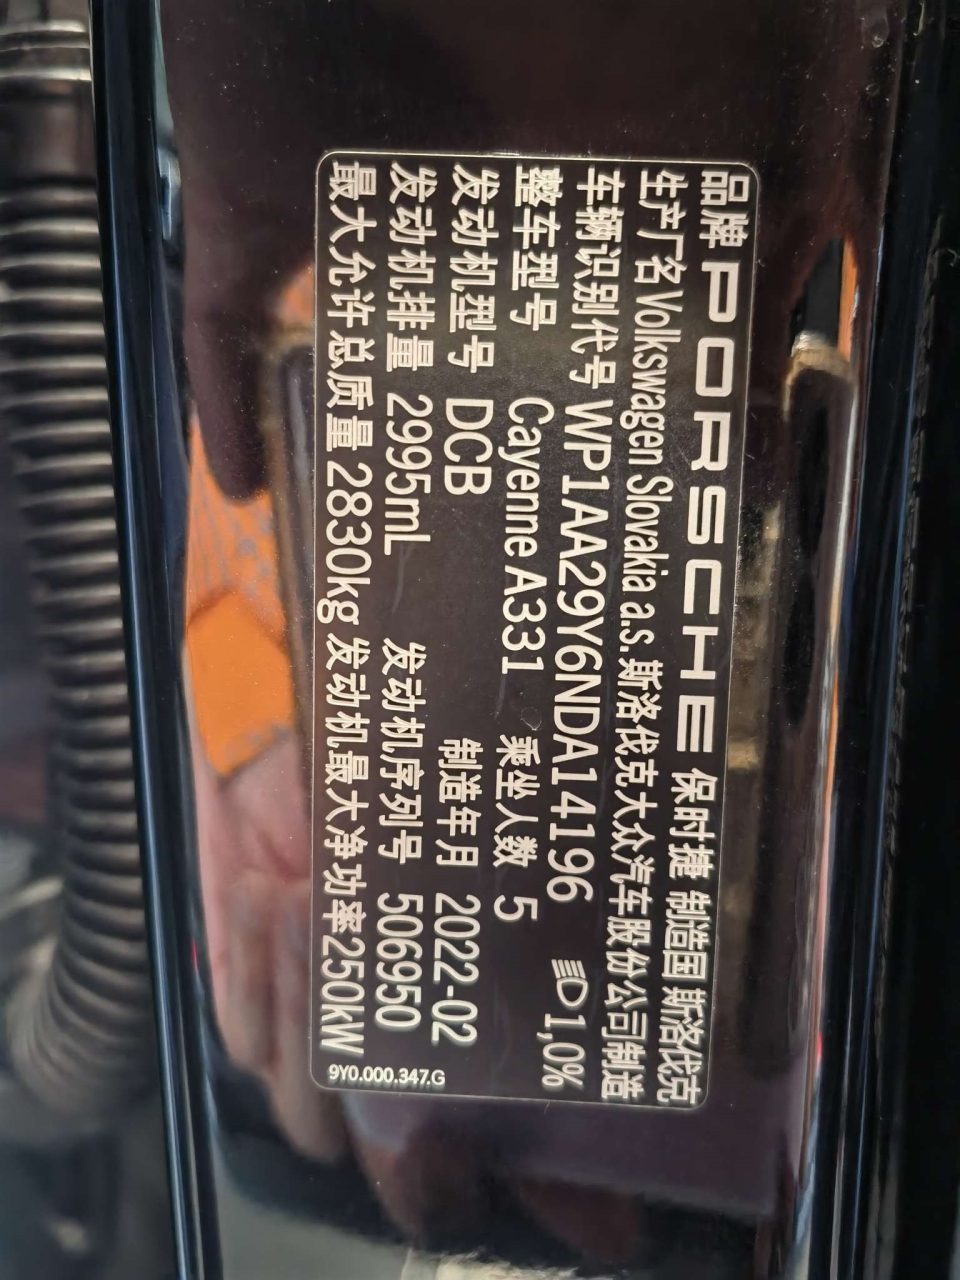 品牌 PORSCHE 保时捷 制造国 斯洛伐克
生产厂名 Volkswagen Slovakia a.s. 斯洛伐克大众汽车股份公司制造
车辆识别代号 WP1AA29Y6NDA14196 1,0%
整车型号 Cayenne A331 乘坐人数 5
发动机型号 DCB 制造年月 2022-02
发动机排量 2995mL 发动机序列号 506950
最大允许总质量 2830kg 发动机最大净功率250kW
9Y0.000.347.G